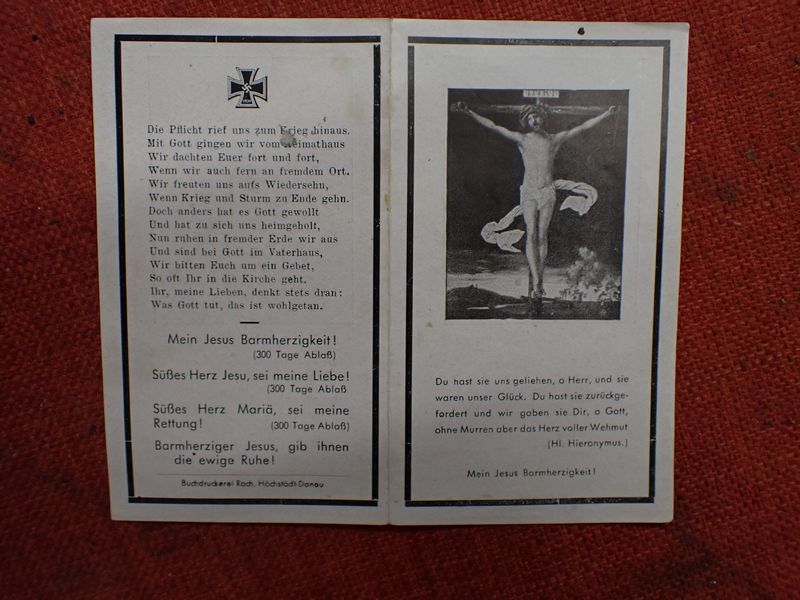 Die Pflicht rief uns zum Krieg hinaus.
Mit Gott gingen wir vom Heimathaus
Wir dachten Euer fort und fort,
Wenn wir auch fern an fremdem Ort.
Wir freuten uns aufs Wiedersehn,
Wenn Krieg und Sturm zu Ende gehn.
Doch anders hat es Gott gewollt
Und hat zu sich uns heimgeholt,
Nun ruhen in fremder Erde wir aus
Und sind bei Gott im Vaterhaus,
Wir bitten Euch um ein Gebet,
So oft Ihr in die Kirche geht.
Ihr, meine Lieben, denkt stets dran:
Was Gott tut, das ist wohlgetan.
Mein Jesus Barmherzigkeit!
(300 Tage Ablaß)
Süßes Herz Jesu, sei meine Liebe!
(300 Tage Ablaß
Süßes Herz Mariä, sei meine
Rettung! (300 Tage Ablaß)
Barmherziger Jesus, gib ihnen
die ewige Ruhe!
Buchdruckerei Roch, Höchstädt-Donau
Du hast sie uns geliehen, o Herr, und sie
waren unser Glück. Du hast sie zurückge-
fordert und wir gaben sie Dir, o Gott,
ohne Murren aber das Herz voller Wehmut
(Hl. Hieronymus.)
Mein Jesus Barmherzigkeit!